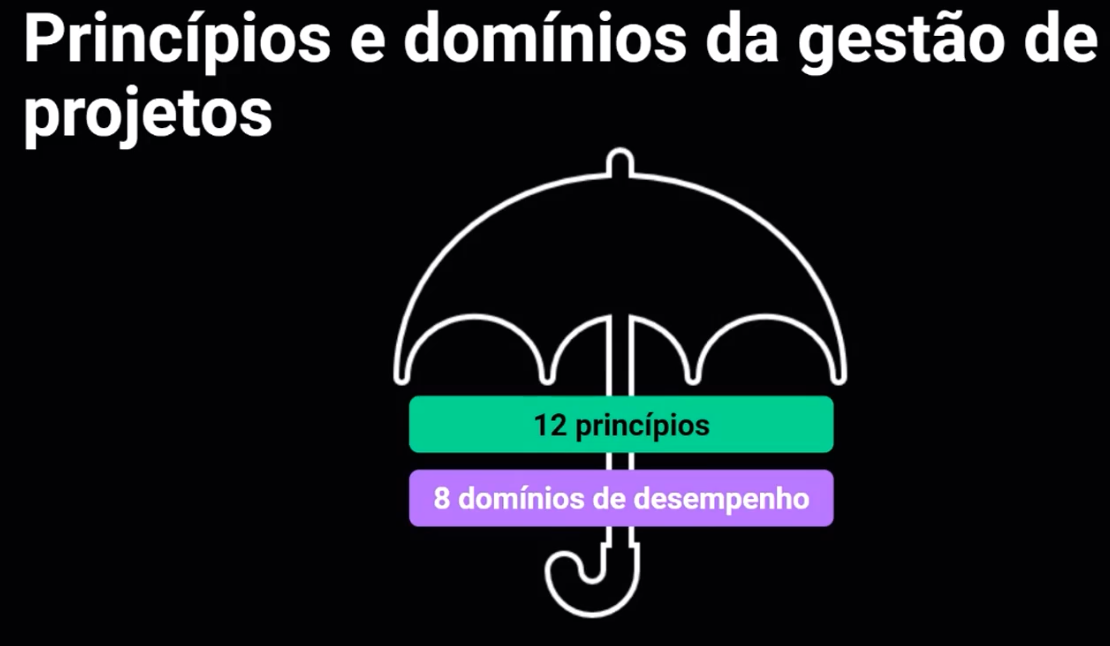 Princípios e domínios da gestão de
projetos
12 princípios
8 domínios de desempenho